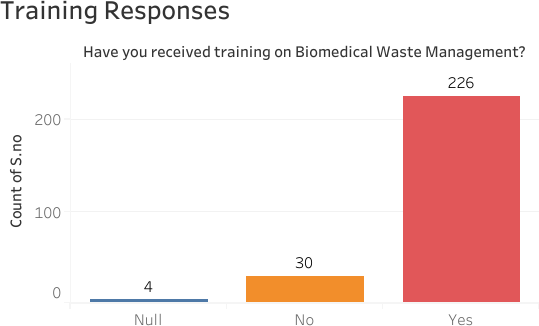 Training Responses
Have you received training on Biomedical Waste Management?
226
200
Count of S.no
100
30
4
0
Null No Yes